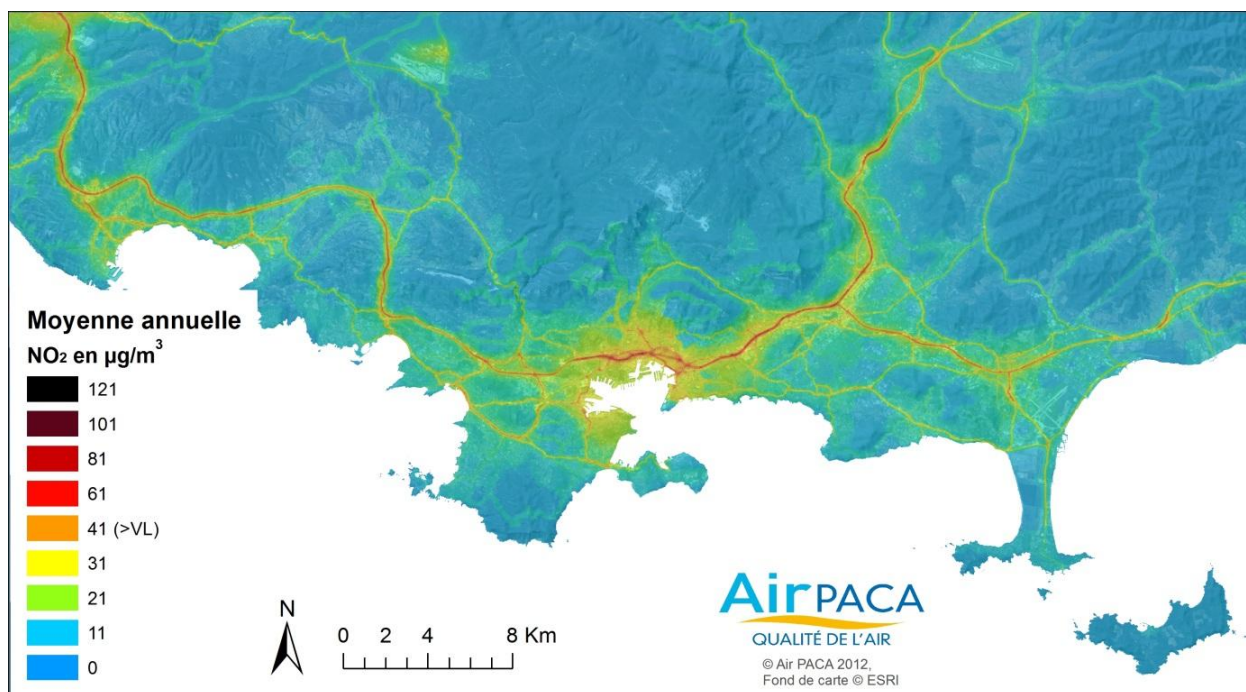 Moyenne annuelle
NO₂ en µg/m³
121
101
81
61
41 (>VL)
31
21
11
0
N
0 2 4 8 Km
AirPACA
QUALITÉ DE L'AIR
© Air PACA 2012,
Fond de carte © ESRI